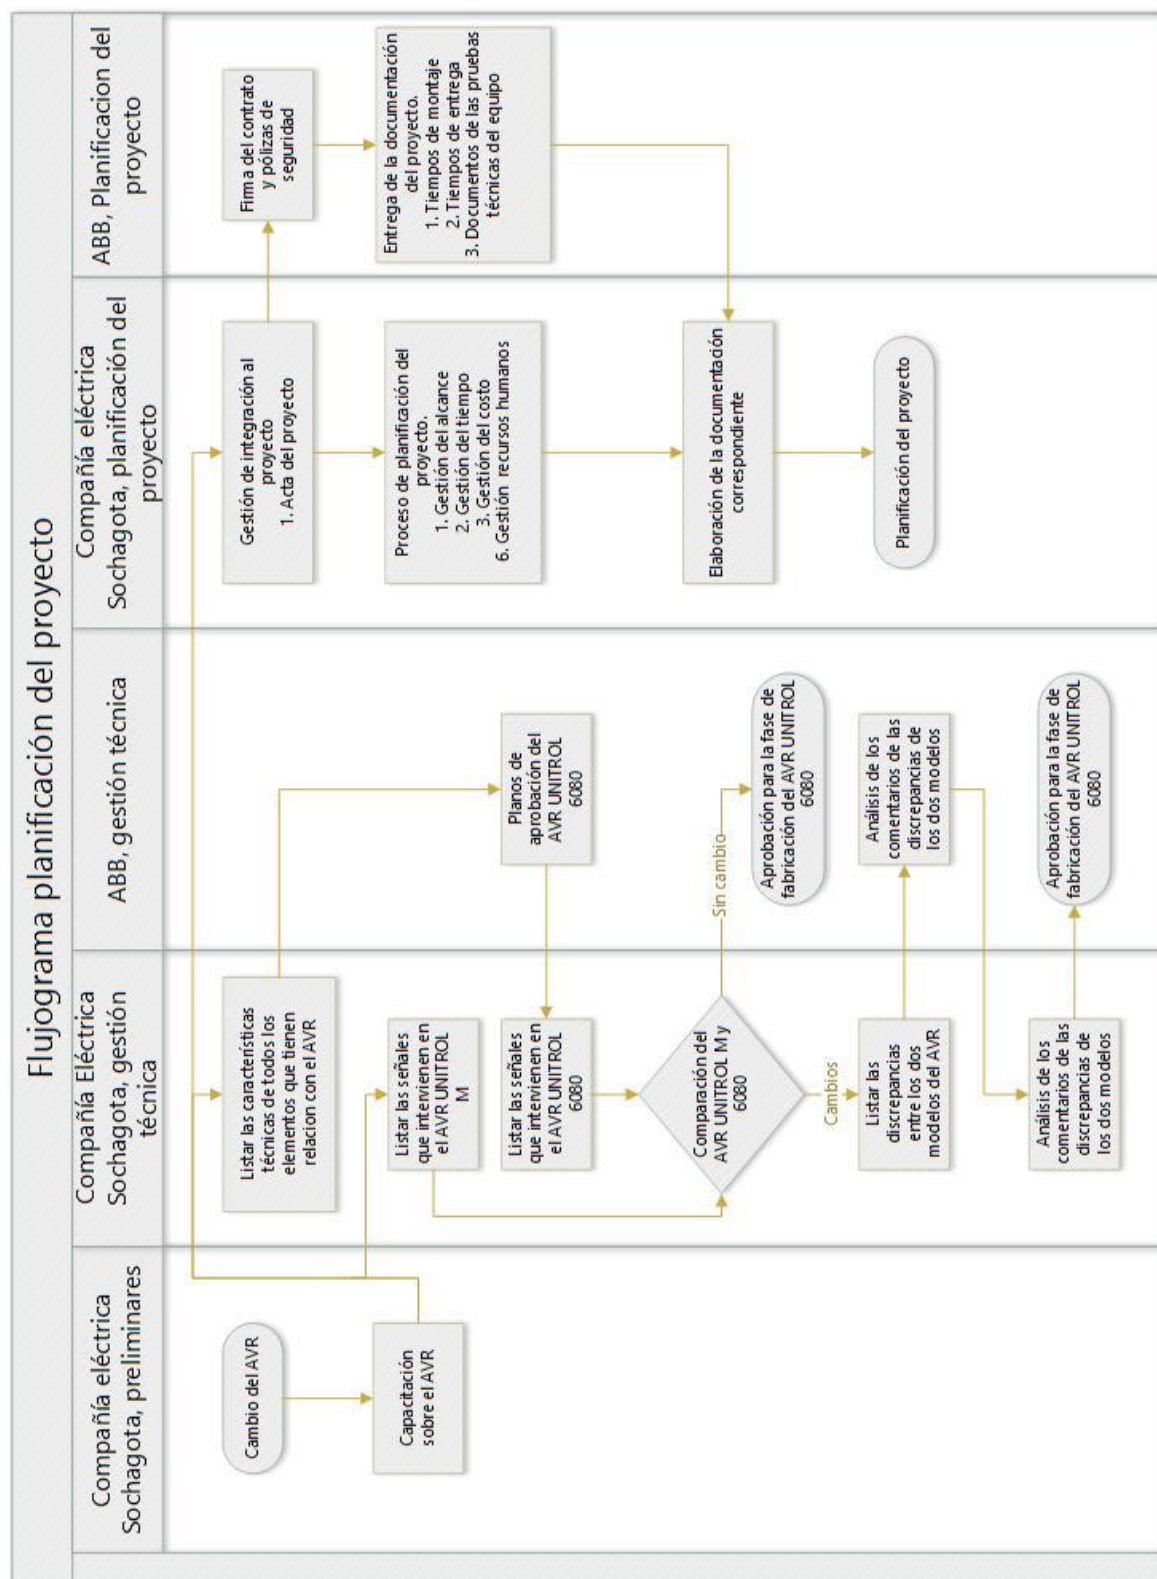 Flujograma planificación del proyecto
Compañía eléctrica
Sochagota, preliminares
Compañía Eléctrica
Sochagota, gestión
técnica
ABB, gestión técnica
Compañía eléctrica
Sochagota, planificación del
proyecto
ABB, Planificacion del
proyecto
Cambio del AVR
Capacitación
sobre el AVR
Listar las características
técnicas de todos los
elementos que tienen
relacion con el AVR
Listar las señales
que intervienen en
el AVR UNITROL
M
Listar las señales
que intervienen en
el AVR UNITROL
6080
Comparación del
AVR UNITROL M y
6080
Cambios
Sin cambio
Listar las
discrepancias
entre los dos
modelos del AVR
Análisis de los
comentarios de las
discrepancias de
los dos modelos
Planos de
aprobación del
AVR UNITROL
6080
Aprobación para la fase de
fabricación del AVR UNITROL
6080
Análisis de los
comentarios de las
discrepancias de
los dos modelos
Aprobación para la fase de
fabricación del AVR UNITROL
6080
Gestión de integración al
proyecto
1. Acta del proyecto
Proceso de planificación del
proyecto.
1. Gestión del alcance
2. Gestión del tiempo
3. Gestión del costo
6. Gestión recursos humanos
Elaboración de la documentación
correspondiente
Planificación del proyecto
Firma del contrato
y pólizas de
seguridad
Entrega de la documentación
del proyecto.
1. Tiempos de montaje
2. Tiempos de entrega
3. Documentos de las pruebas
técnicas del equipo